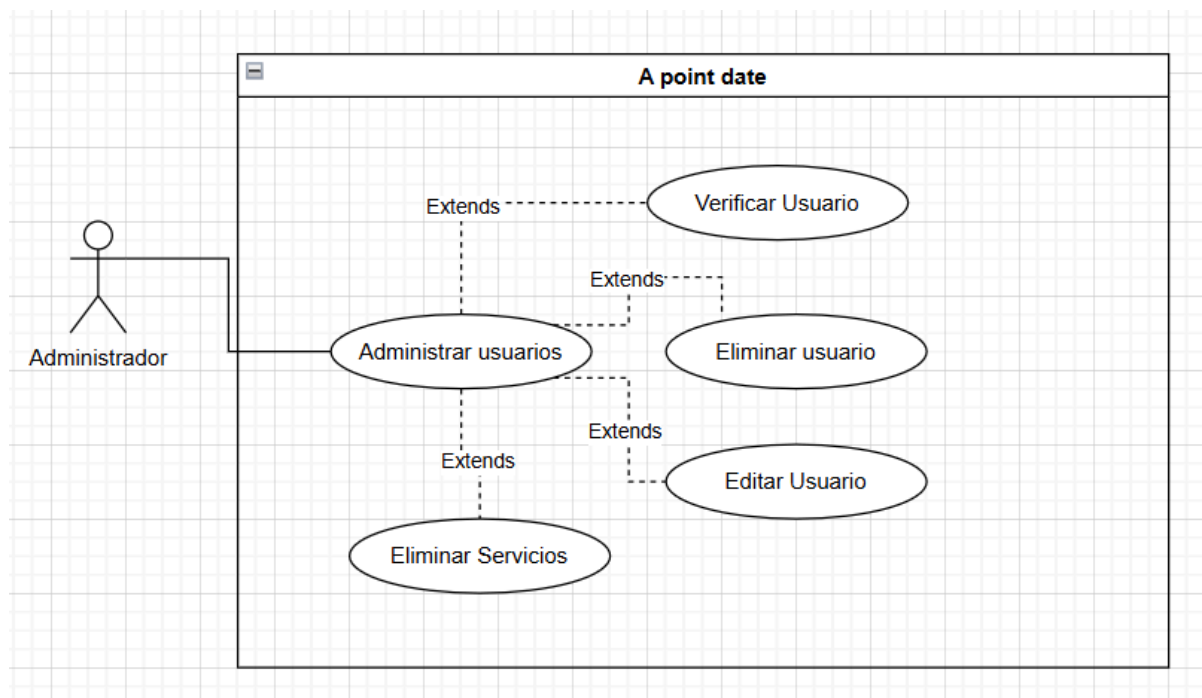 A point date
Extends
Verificar Usuario
Extends
Administrador
Administrar usuarios
Eliminar usuario
Extends
Extends
Editar Usuario
Eliminar Servicios